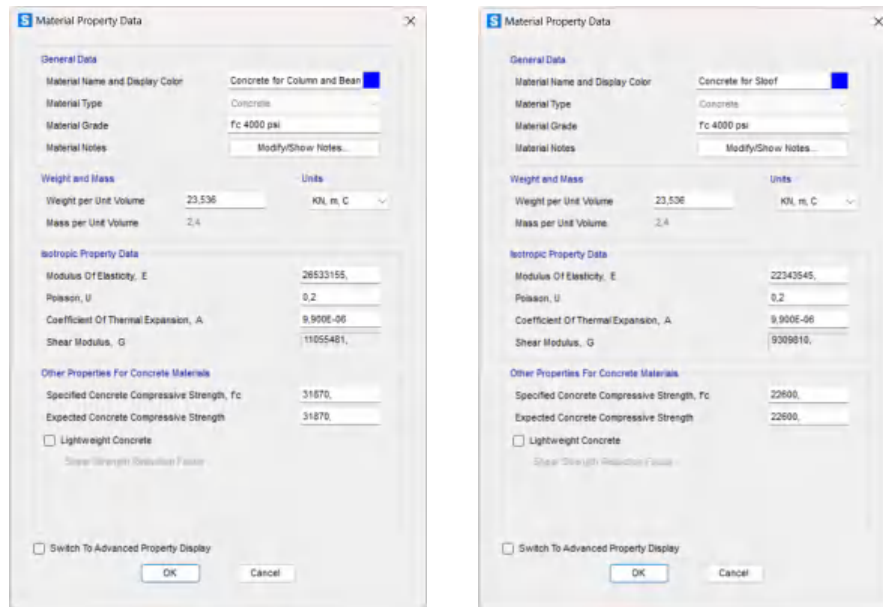 Material Property Data
General Data
Material Name and Display Color Concrete for Column and Bean
Material Type Concrete
Material Grade f'c 4000 psi
Material Notes Modify/Show Notes...
Weight and Mass Units
Weight per Unit Volume 23,536 KN, m, C
Mass per Unit Volume 2,4
Isotropic Property Data
Modulus Of Elasticity, E 26533155,
Poisson, U 0,2
Coefficient Of Thermal Expansion, A 9,900E-06
Shear Modulus, G 11055481,
Other Properties For Concrete Materials
Specified Concrete Compressive Strength, f'c 31870,
Expected Concrete Compressive Strength 31870,
Lightweight Concrete
Shear Strength Reduction Factor
Switch To Advanced Property Display
OK Cancel
Material Property Data
General Data
Material Name and Display Color Concrete for Sloof
Material Type Concrete
Material Grade f'c 4000 psi
Material Notes Modify/Show Notes...
Weight and Mass Units
Weight per Unit Volume 23,536 KN, m, C
Mass per Unit Volume 2,4
Isotropic Property Data
Modulus Of Elasticity, E 22343545,
Poisson, U 0,2
Coefficient Of Thermal Expansion, A 9,900E-06
Shear Modulus, G 9309810,
Other Properties For Concrete Materials
Specified Concrete Compressive Strength, f'c 22600,
Expected Concrete Compressive Strength 22600,
Lightweight Concrete
Shear Strength Reduction Factor
Switch To Advanced Property Display
OK Cancel